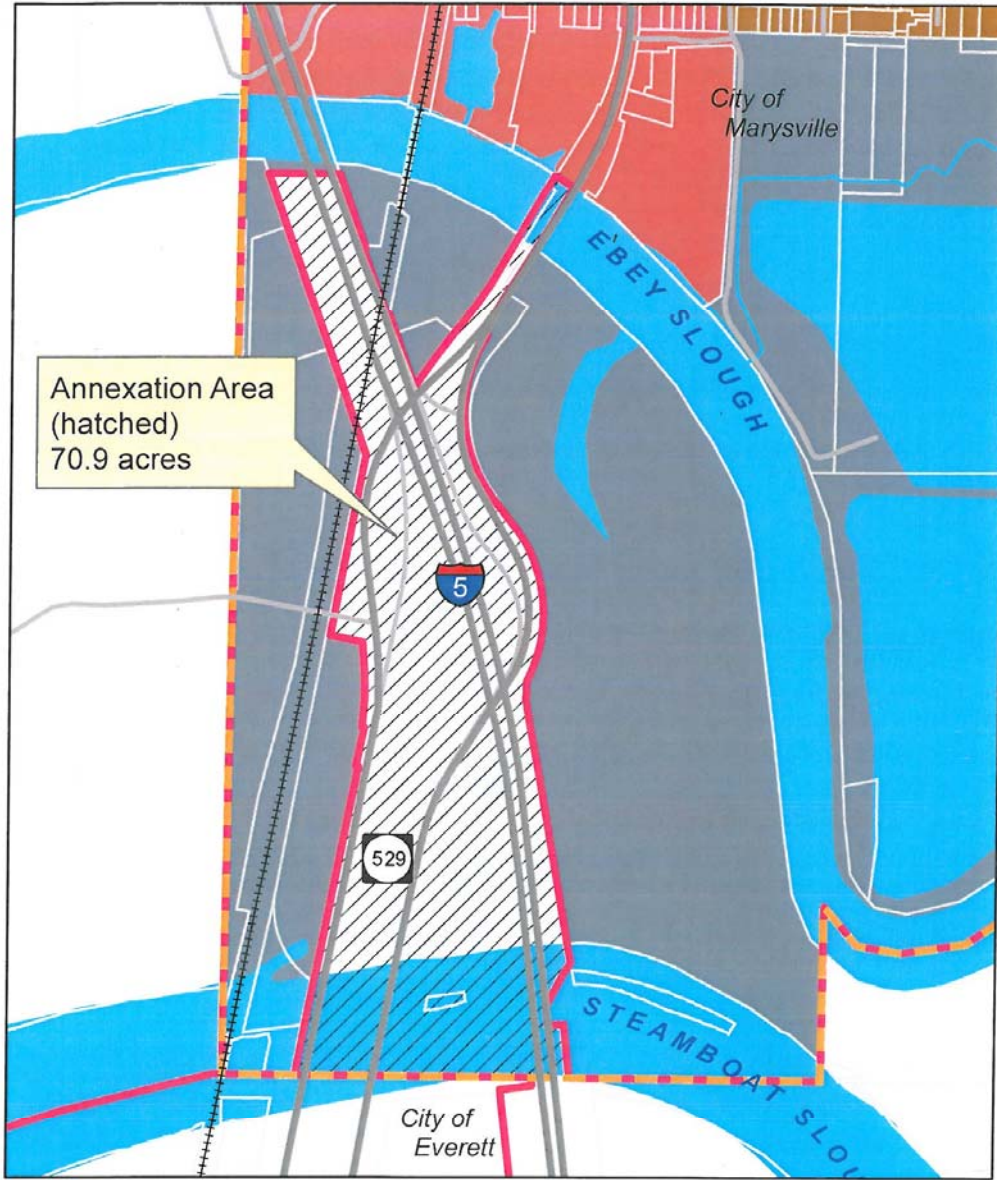 City of
Marysville
EBEY SLOUGH
Annexation Area
(hatched)
70.9 acres
5
529
STEAMBOAT SLOU
City of
Everett